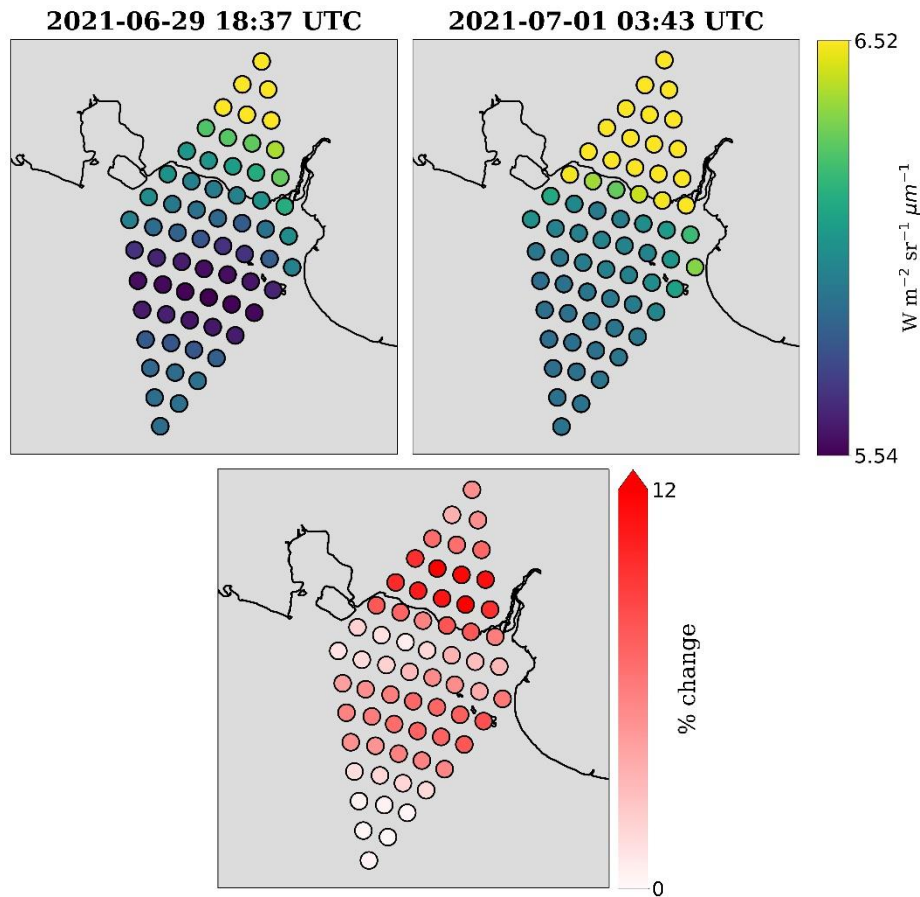 2021-06-29 18:37 UTC
2021-07-01 03:43 UTC
6.52
W m⁻² sr⁻¹ μm⁻¹
5.54
12
% change
0